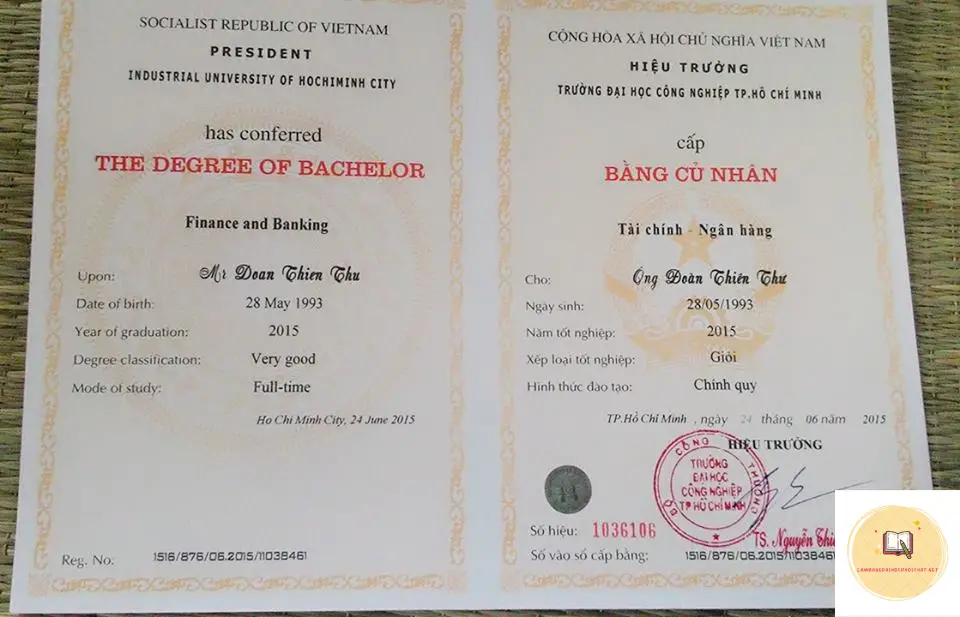 SOCIALIST REPUBLIC OF VIETNAM
PRESIDENT
INDUSTRIAL UNIVERSITY OF HOCHIMINH CITY
has conferred
THE DEGREE OF BACHELOR
Finance and Banking
Upon: Mr Doan Thien Thu
Date of birth: 28 May 1993
Year of graduation: 2015
Degree classification: Very good
Mode of study: Full-time
Ho Chi Minh City, 24 June 2015
Reg. No: 1516/876/06.2015/11038461
CỘNG HÒA XÃ HỘI CHỦ NGHĨA VIỆT NAM
HIỆU TRƯỞNG
TRƯỜNG ĐẠI HỌC CÔNG NGHIỆP TP.HỒ CHÍ MINH
cấp
BẰNG CỬ NHÂN
Tài chính - Ngân hàng
Cho: Ông Đoàn Thiên Thư
Ngày sinh: 28/05/1993
Năm tốt nghiệp: 2015
Xếp loại tốt nghiệp: Giỏi
Hình thức đào tạo: Chính quy
TP.Hồ Chí Minh, ngày 24 tháng 06 năm 2015
HIỆU TRƯỞNG
BỘ CÔNG THƯƠNG
TRƯỜNG
ĐẠI HỌC
CÔNG NGHIỆP
TP HỒ CHÍ MINH
TS. Nguyễn
Số hiệu: 1036106
Số vào sổ cấp bằng: 1516/876/06.2015/1103846